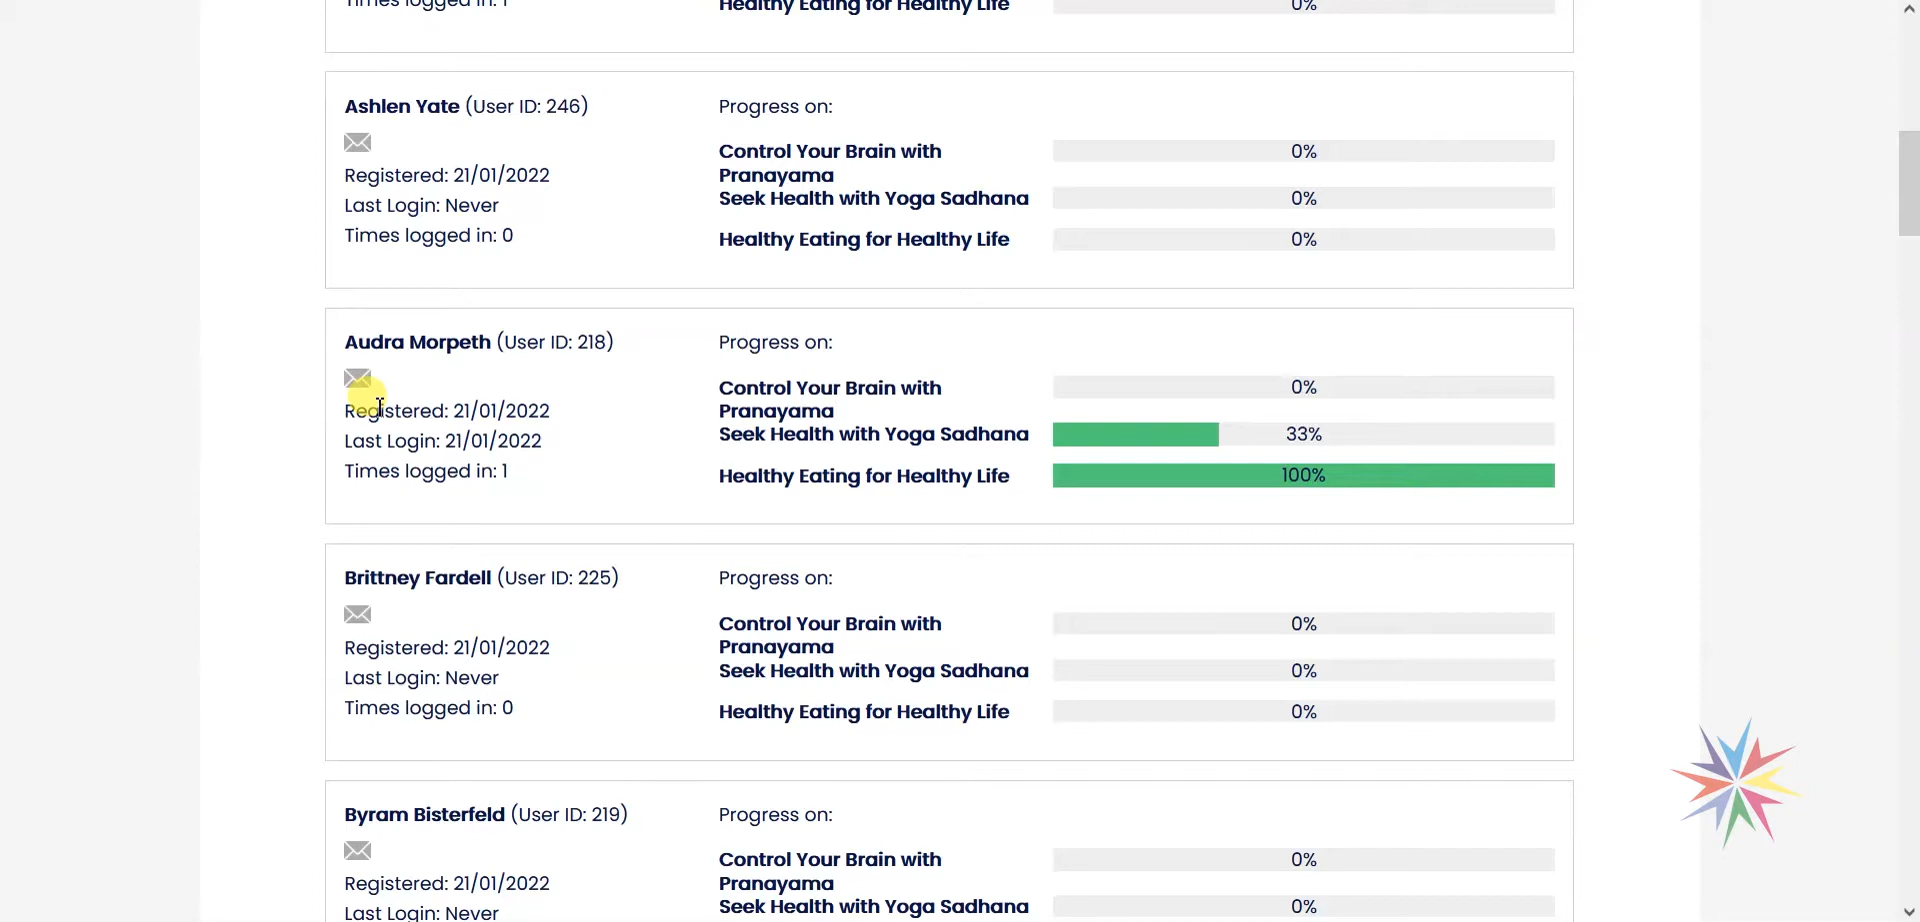 Times logged in: 1
Healthy Eating for Healthy Life 0%
Ashlen Yate (User ID: 246) Progress on:
Control Your Brain with 0%
Registered: 21/01/2022 Pranayama
Last Login: Never Seek Health with Yoga Sadhana 0%
Times logged in: 0 Healthy Eating for Healthy Life 0%
Audra Morpeth (User ID: 218) Progress on:
Control Your Brain with 0%
Registered: 21/01/2022 Pranayama
Last Login: 21/01/2022 Seek Health with Yoga Sadhana 33%
Times logged in: 1 Healthy Eating for Healthy Life 100%
Brittney Fardell (User ID: 225) Progress on:
Control Your Brain with 0%
Registered: 21/01/2022 Pranayama
Last Login: Never Seek Health with Yoga Sadhana 0%
Times logged in: 0 Healthy Eating for Healthy Life 0%
Byram Bisterfeld (User ID: 219) Progress on:
Control Your Brain with 0%
Registered: 21/01/2022 Pranayama
Last Login: Never Seek Health with Yoga Sadhana 0%